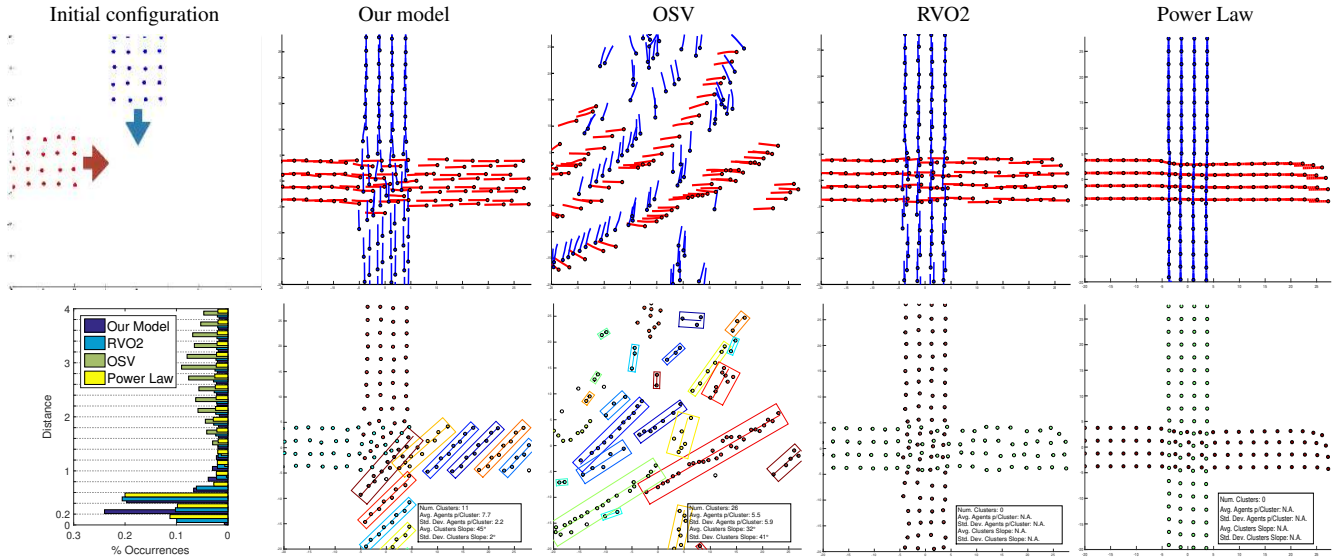 Initial configuration
Our model
OSV
RVO2
Power Law
4
3
2
1
0.2
0
Distance
Our Model
RVO2
OSV
Power Law
0.3
0.2
0.1
0
% Occurrences
Num. Clusters: 11
Avg. Agents p/Cluster: 7.7
Std. Dev. Agents p/Cluster: 2.2
Avg. Clusters Slope: 45°
Std. Dev. Clusters Slope: 2°
Num. Clusters: 26
Avg. Agents p/Cluster: 5.5
Std. Dev. Agents p/Cluster: 5.9
Avg. Clusters Slope: 32°
Std. Dev. Clusters Slope: 41°
Num. Clusters: 0
Avg. Agents p/Cluster: N.A.
Std. Dev. Agents p/Cluster: N.A.
Avg. Clusters Slope: N.A.
Std. Dev. Clusters Slope: N.A.
Num. Clusters: 0
Avg. Agents p/Cluster: N.A.
Std. Dev. Agents p/Cluster: N.A.
Avg. Clusters Slope: N.A.
Std. Dev. Clusters Slope: N.A.